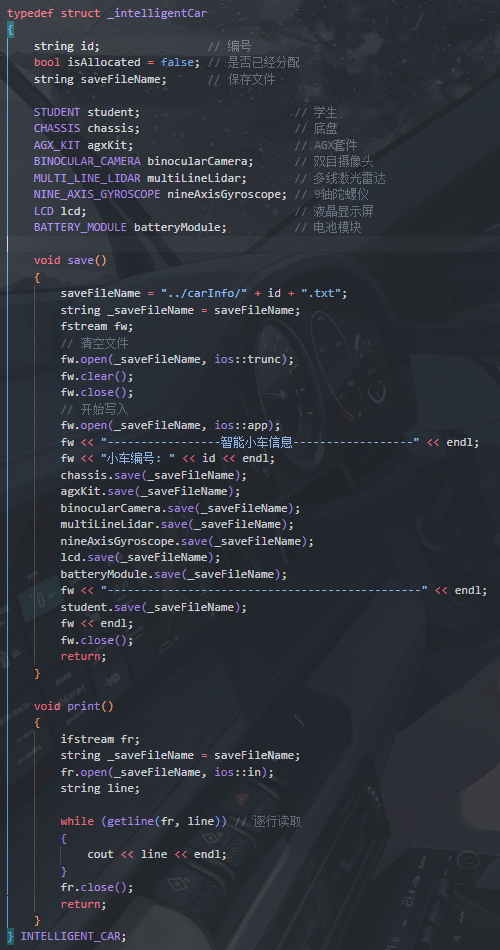 typedef struct _intelligentCar
{
    string id;                // 编号
    bool isAllocated = false; // 是否已经分配
    string saveFileName;      // 保存文件

    STUDENT student;                       // 学生
    CHASSIS chassis;                       // 底盘
    AGX_KIT agxKit;                        // AGX套件
    BINOCULAR_CAMERA binocularCamera;      // 双目摄像头
    MULTI_LINE_LIDAR multiLineLidar;       // 多线激光雷达
    NINE_AXIS_GYROSCOPE nineAxisGyroscope; // 9轴陀螺仪
    LCD lcd;                               // 液晶显示屏
    BATTERY_MODULE batteryModule;          // 电池模块

    void save()
    {
        saveFileName = "../carInfo/" + id + ".txt";
        string _saveFileName = saveFileName;
        fstream fw;
        // 清空文件
        fw.open(_saveFileName, ios::trunc);
        fw.clear();
        fw.close();
        // 开始写入
        fw.open(_saveFileName, ios::app);
        fw << "-----------------智能小车信息------------------" << endl;
        fw << "小车编号: " << id << endl;
        chassis.save(_saveFileName);
        agxKit.save(_saveFileName);
        binocularCamera.save(_saveFileName);
        multiLineLidar.save(_saveFileName);
        nineAxisGyroscope.save(_saveFileName);
        lcd.save(_saveFileName);
        batteryModule.save(_saveFileName);
        fw << "-----------------------------------------------" << endl;
        student.save(_saveFileName);
        fw << endl;
        fw.close();
        return;
    }

    void print()
    {
        ifstream fr;
        string _saveFileName = saveFileName;
        fr.open(_saveFileName, ios::in);
        string line;

        while (getline(fr, line)) // 逐行读取
        {
            cout << line << endl;
        }
        fr.close();
        return;
    }
} INTELLIGENT_CAR;